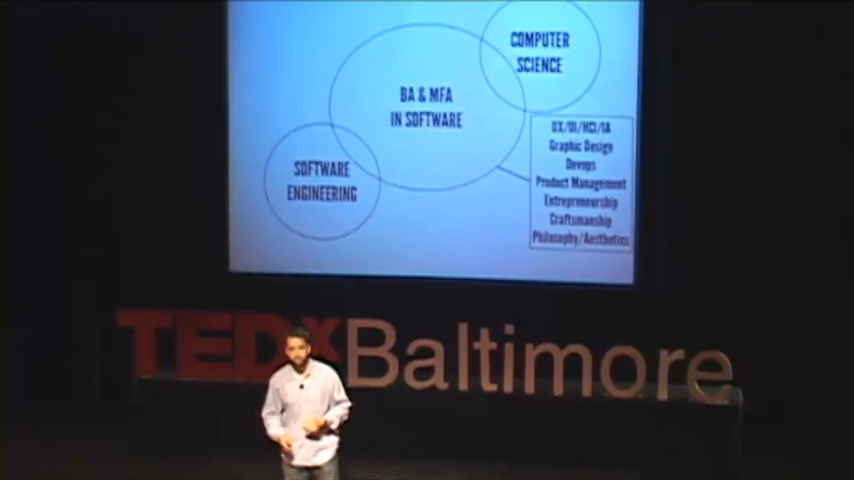 COMPUTER
SCIENCE
BA & MFA
IN SOFTWARE
SOFTWARE
ENGINEERING
UX/UI/HCI/IA
Graphic Design
Devops
Product Management
Entrepreneurship
Craftsmanship
Philosophy/Aesthetics
TEDxBaltimore